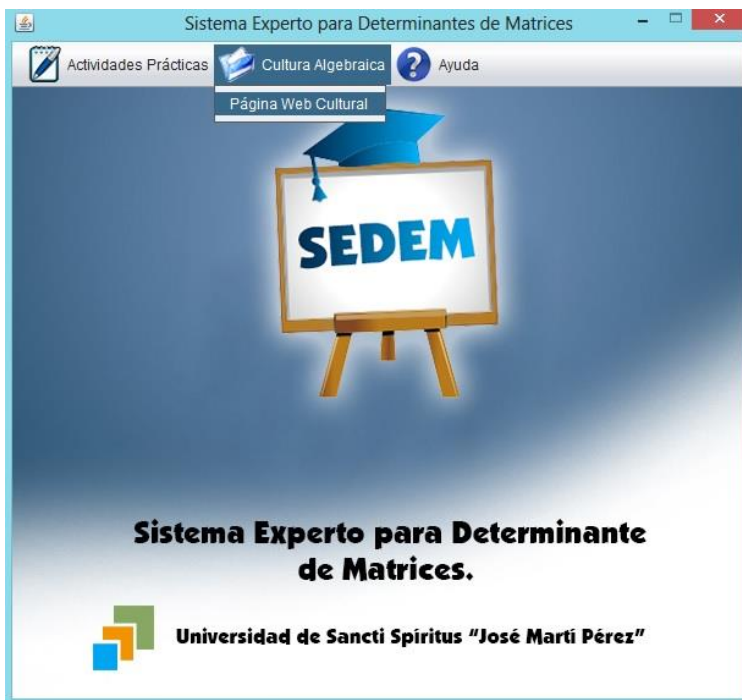 Sistema Experto para Determinantes de Matrices
Actividades Prácticas
Cultura Algebraica
Ayuda
Página Web Cultural
SEDEM
Sistema Experto para Determinante
de Matrices.
Universidad de Sancti Spíritus “José Martí Pérez”